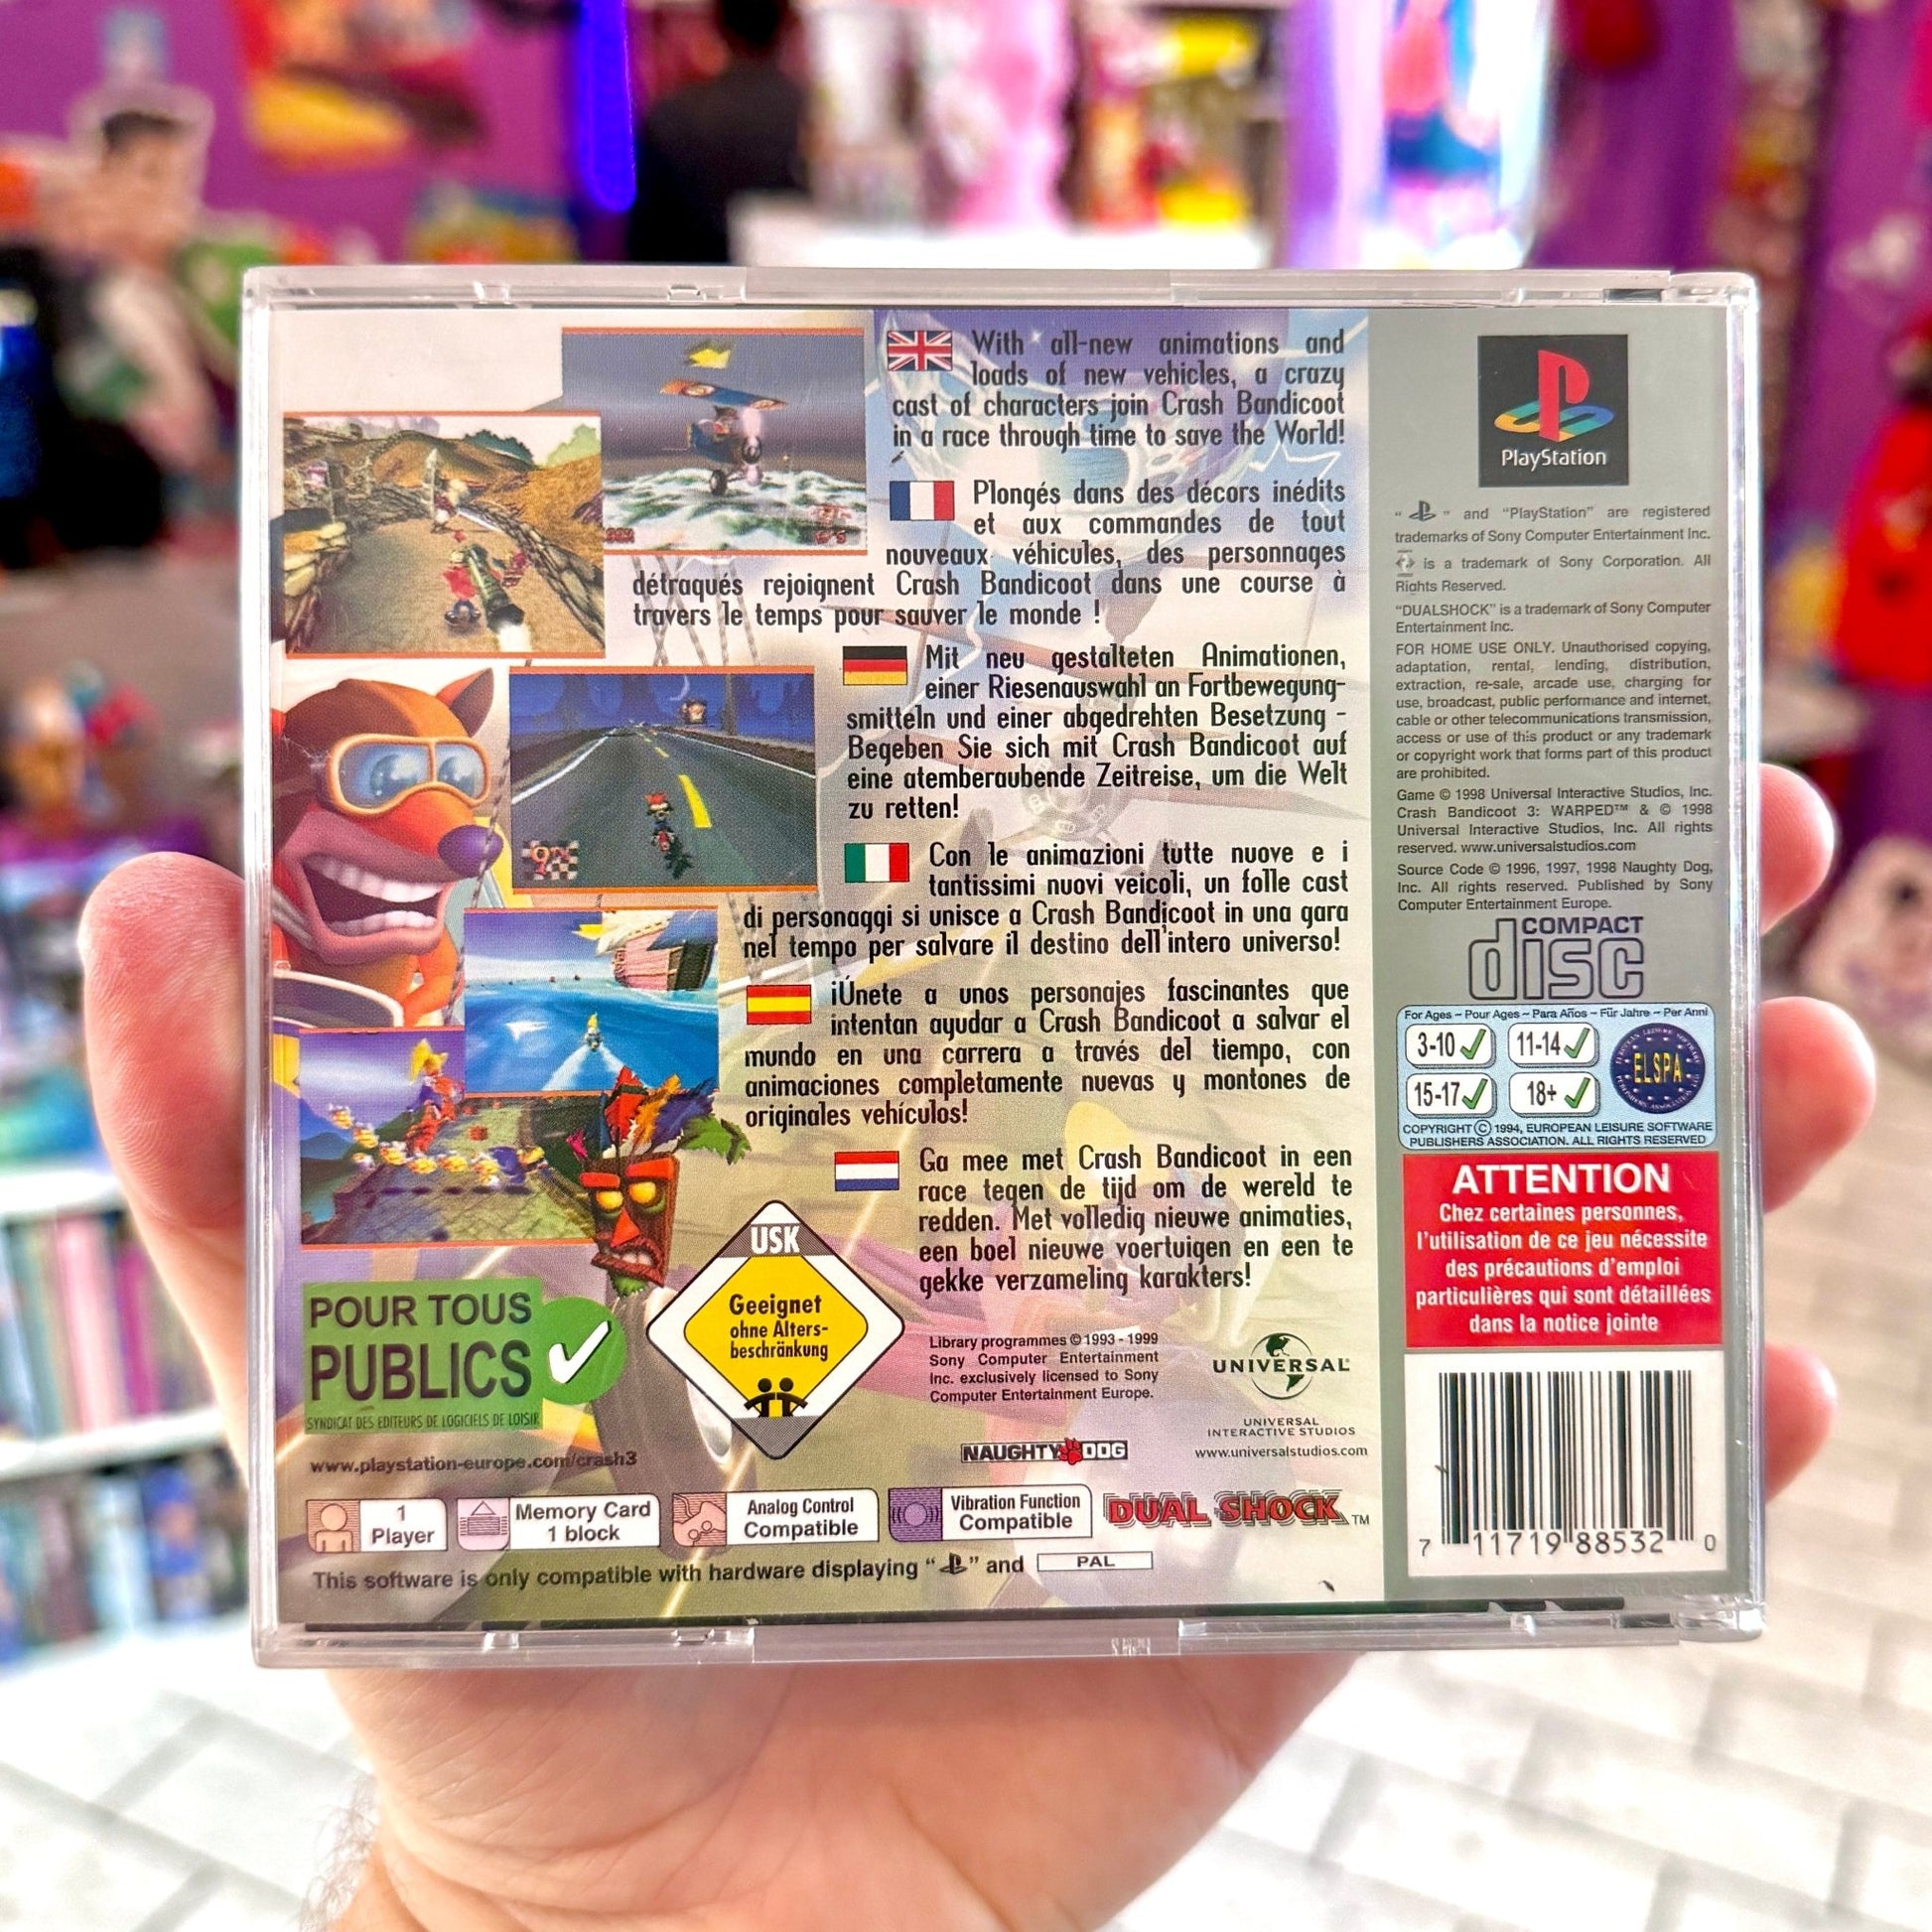 With all-new animations and
loads of new vehicles, a crazy
cast of characters join Crash Bandicoot
in a race through time to save the World!
Plongés dans des décors inédits
et aux commandes de tout
nouveaux véhicules, des personnages
détraqués rejoignent Crash Bandicoot dans une course à
travers le temps pour sauver le monde !
Mit neu gestalteten Animationen,
einer Riesenauswahl an Fortbewegung-
smitteln und einer abgedrehten Besetzung -
Begeben Sie sich mit Crash Bandicoot auf
eine atemberaubende Zeitreise, um die Welt
zu retten!
Con le animazioni tutte nuove e i
tantissimi nuovi veicoli, un folle cast
di personaggi si unisce a Crash Bandicoot in una gara
nel tempo per salvare il destino dell'intero universo!
¡Únete a unos personajes fascinantes que
intentan ayudar a Crash Bandicoot a salvar el
mundo en una carrera a través del tiempo, con
animaciones completamente nuevas y montones de
originales vehículos!
Ga mee met Crash Bandicoot in een
race tegen de tijd om de wereld te
redden. Met volledig nieuwe animaties,
een boel nieuwe voertuigen en een te
gekke verzameling karakters!
POUR TOUS
PUBLICS
SYNDICAT DES EDITEURS DE LOGICIELS DE LOISIR
USK
Geeignet
ohne Alters-
beschränkung
Library programmes © 1993 - 1999
Sony Computer Entertainment
Inc. exclusively licensed to Sony
Computer Entertainment Europe.
UNIVERSAL
UNIVERSAL
INTERACTIVE STUDIOS
www.universalstudios.com
NAUGHTY DOG
www.playstation-europe.com/crash3
1
Player
Memory Card
1 block
Analog Control
Compatible
Vibration Function
Compatible
DUAL SHOCK™
This software is only compatible with hardware displaying " " and PAL
PlayStation
" " and "PlayStation" are registered
trademarks of Sony Computer Entertainment Inc.
is a trademark of Sony Corporation. All
Rights Reserved.
"DUALSHOCK" is a trademark of Sony Computer
Entertainment Inc.
FOR HOME USE ONLY. Unauthorised copying,
adaptation, rental, lending, distribution,
extraction, re-sale, arcade use, charging for
use, broadcast, public performance and internet,
cable or other telecommunications transmission,
access or use of this product or any trademark
or copyright work that forms part of this product
are prohibited.
Game © 1998 Universal Interactive Studios, Inc.
Crash Bandicoot 3: WARPED™ & © 1998
Universal Interactive Studios, Inc. All rights
reserved. www.universalstudios.com
Source Code © 1996, 1997, 1998 Naughty Dog,
Inc. All rights reserved. Published by Sony
Computer Entertainment Europe.
COMPACT
disc
For Ages ~ Pour Ages ~ Para Años ~ Für Jahre ~ Per Anni
3-10 11-14
15-17 18+
ELSPA
COPYRIGHT © 1994, EUROPEAN LEISURE SOFTWARE
PUBLISHERS ASSOCIATION. ALL RIGHTS RESERVED
ATTENTION
Chez certaines personnes,
l'utilisation de ce jeu nécessite
des précautions d'emploi
particulières qui sont détaillées
dans la notice jointe
7 11719 88532 0